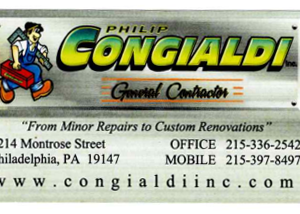 PHILIP
CONGIALDI Inc.
General Contractor
"From Minor Repairs to Custom Renovations"
214 Montrose Street OFFICE 215-336-2542
hiladelphia, PA 19147 MOBILE 215-397-8497
www.congialdiinc.com